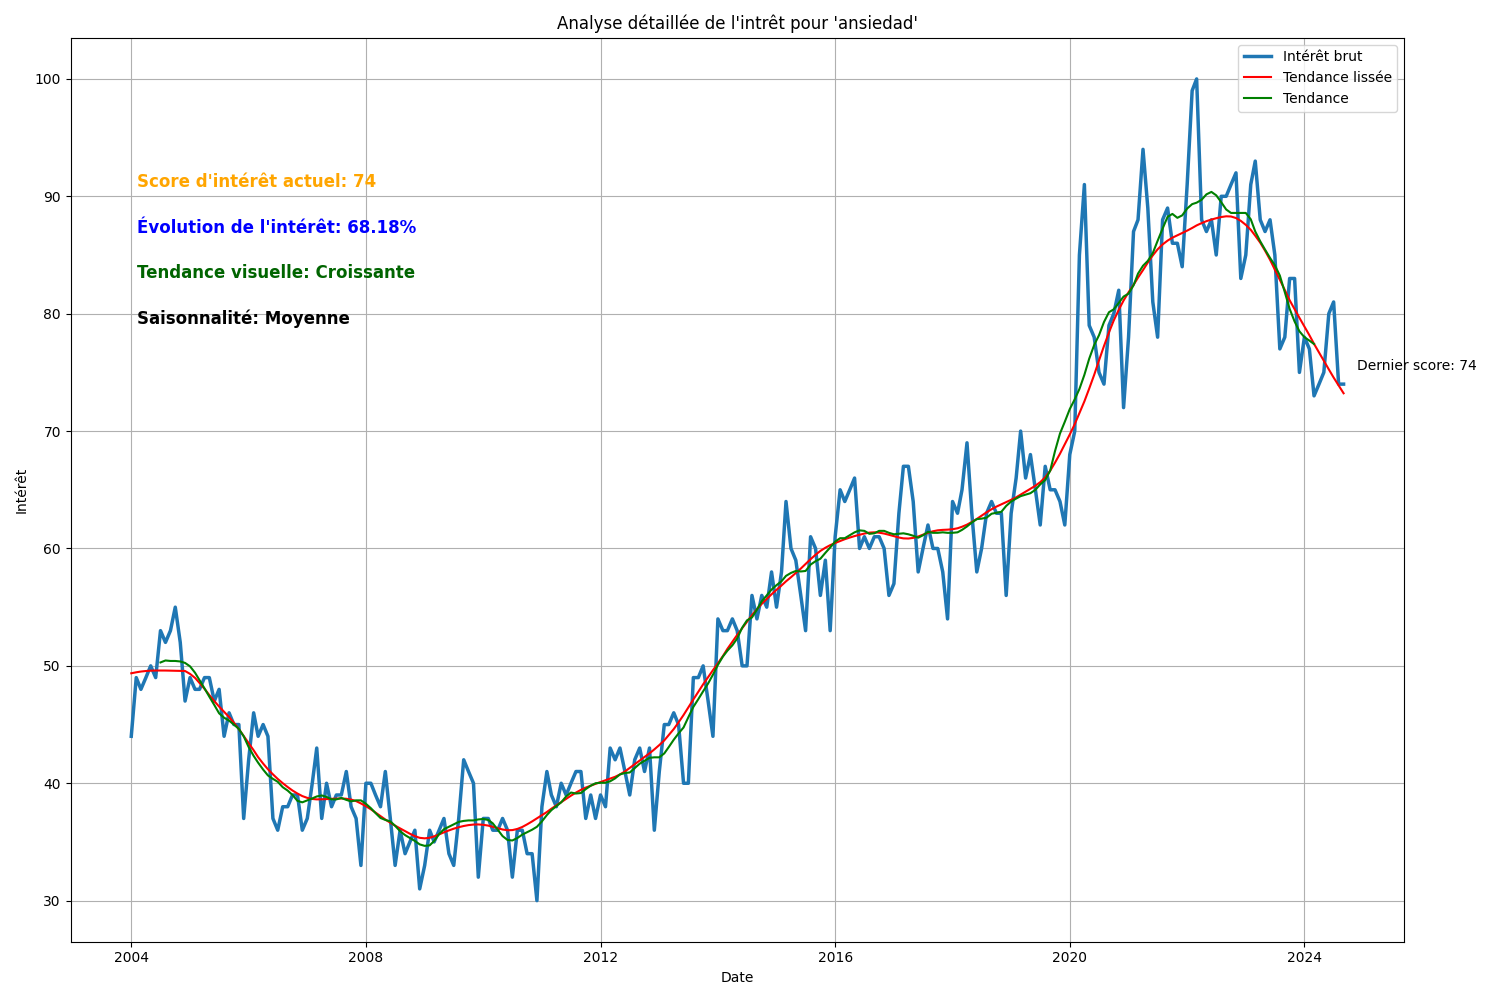 Analyse détaillée de l'intrêt pour 'ansiedad'
Intérêt brut
Tendance lissée
Tendance
Score d'intérêt actuel: 74
Évolution de l'intérêt: 68.18%
Tendance visuelle: Croissante
Saisonnalité: Moyenne
Dernier score: 74
Intérêt
100
90
80
70
60
50
40
30
2004
2008
2012
2016
2020
2024
Date